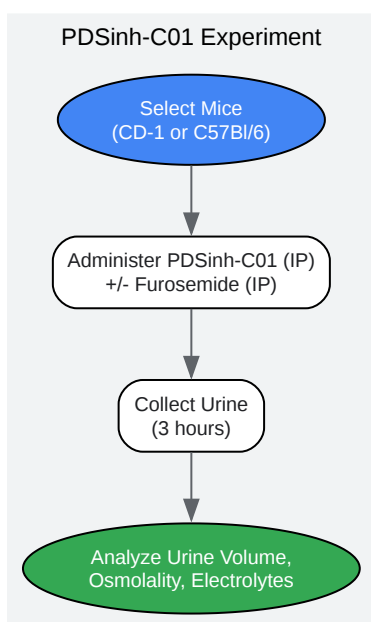 PDSinh-C01 Experiment
Select Mice
(CD-1 or C57Bl/6)
Administer PDSinh-C01 (IP)
+/- Furosemide (IP)
Collect Urine
(3 hours)
Analyze Urine Volume,
Osmolality, Electrolytes